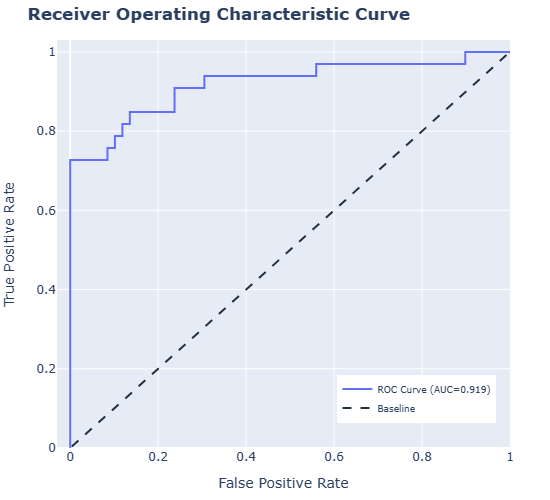 Receiver Operating Characteristic Curve
True Positive Rate
1
0.8
0.6
0.4
0.2
0
ROC Curve (AUC=0.919)
Baseline
0 0.2 0.4 0.6 0.8 1
False Positive Rate